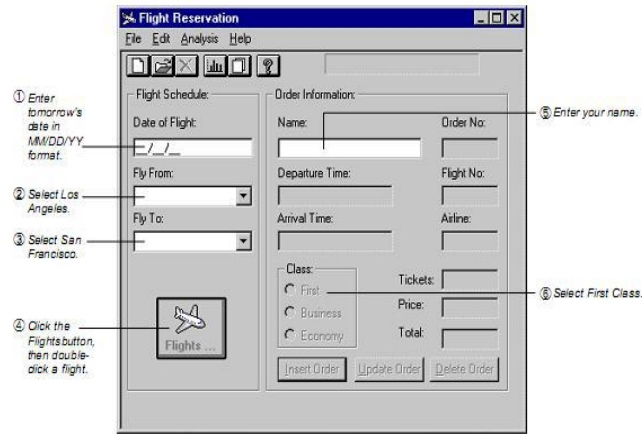 Flight Reservation
File Edit Analysis Help
Flight Schedule:
Date of Flight:
__/__/__
Fly From:
Fly To:
Flights ...
Order Information:
Name:
Order No:
Departure Time:
Flight No:
Arrival Time:
Airline:
Class:
First
Business
Economy
Tickets:
Price:
Total:
Insert Order
Update Order
Delete Order
① Enter
tomorrow's
date in
MM/DD/YY
format.
② Select Los
Angeles.
③ Select San
Francisco.
④ Click the
Flightsbutton,
then double-
click a flight.
⑤ Enter your name.
⑥ Select First Class.